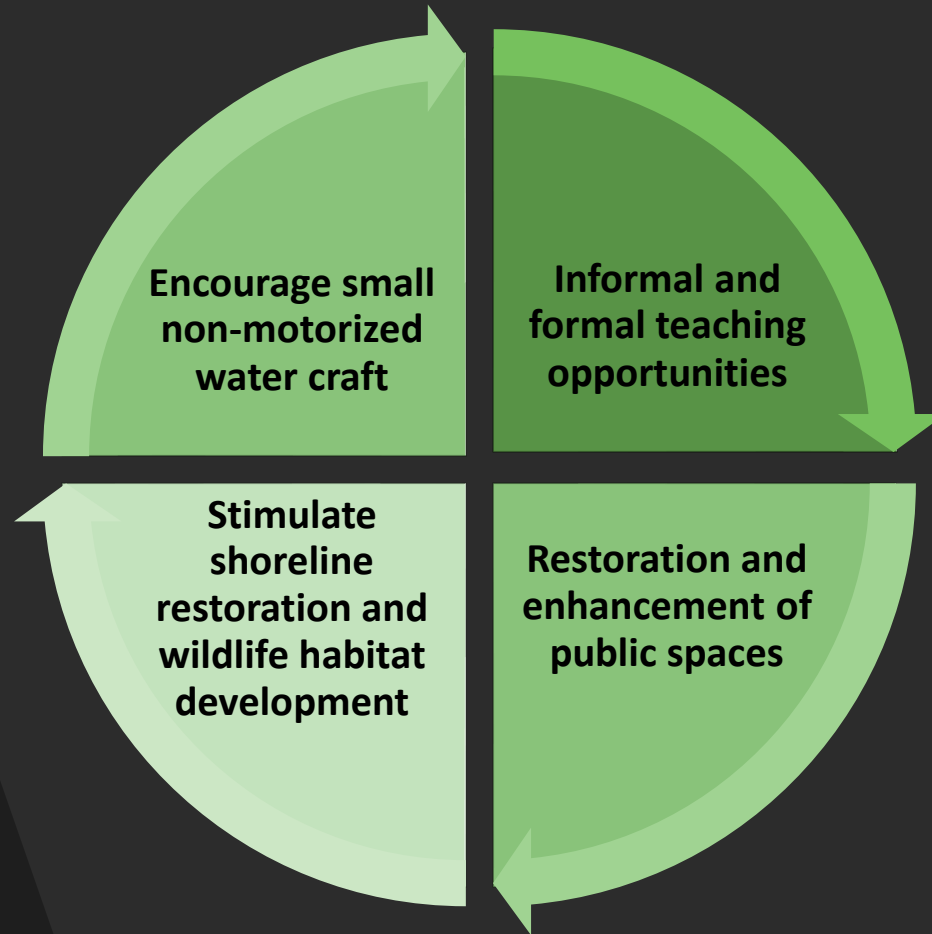 Encourage small
non-motorized
water craft
Informal and
formal teaching
opportunities
Stimulate
shoreline
restoration and
wildlife habitat
development
Restoration and
enhancement of
public spaces